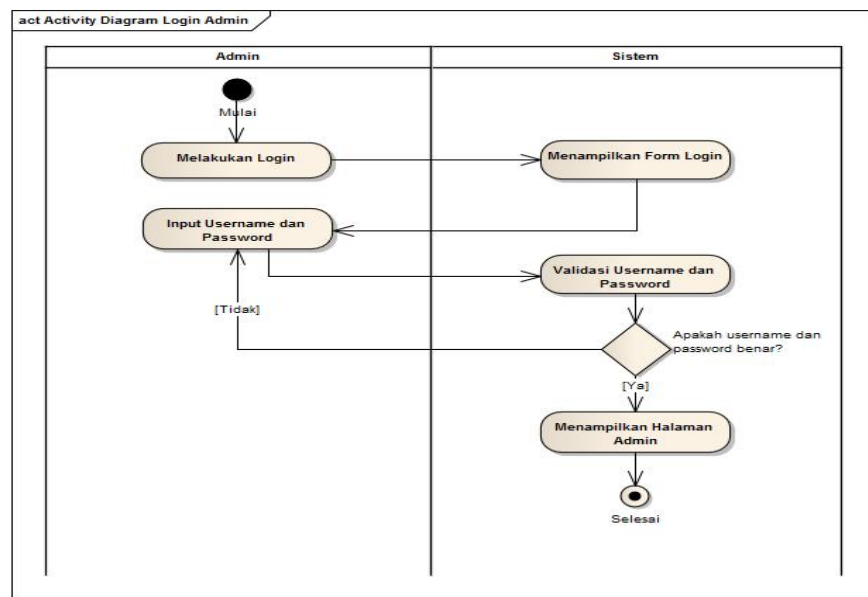 act Activity Diagram Login Admin
Admin
Sistem
Mulai
Melakukan Login
Menampilkan Form Login
Input Username dan
Password
Validasi Username dan
Password
[Tidak]
Apakah username dan
password benar?
[Ya]
Menampilkan Halaman
Admin
Selesai